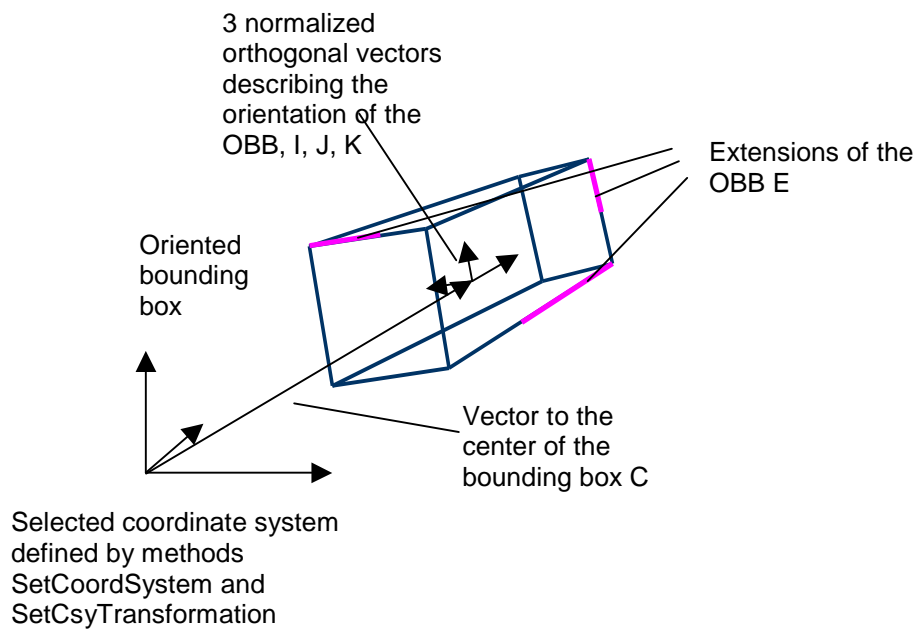 3 normalized
orthogonal vectors
describing the
orientation of the
OBB, I, J, K
Extensions of the
OBB E
Oriented
bounding
box
Vector to the
center of the
bounding box C
Selected coordinate system
defined by methods
SetCoordSystem and
SetCsyTransformation